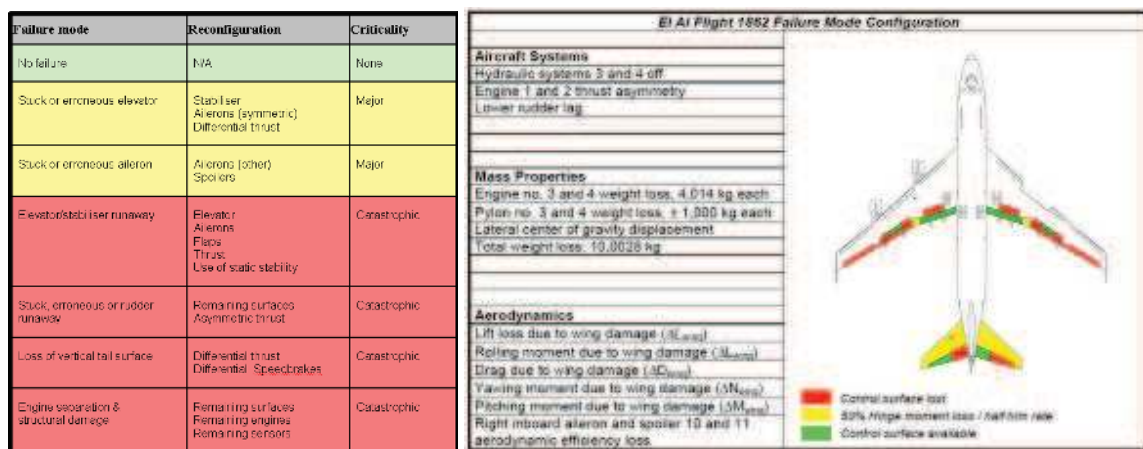 Failure mode
Reconfiguration
Criticality
No failure
N/A
None
Stuck or erroneous elevator
Stabiliser
Ailerons (symmetric)
Differential thrust
Major
Stuck or erroneous aileron
Ailerons (other)
Spoilers
Major
Elevator/stabiliser runaway
Elevator
Ailerons
Flaps
Thrust
Use of static stability
Catastrophic
Stuck, erroneous or rudder
runaway
Remaining surfaces
Asymmetric thrust
Catastrophic
Loss of vertical tail surface
Differential thrust
Differential Speedbrakes
Catastrophic
Engine separation &
structural damage
Remaining surfaces
Remaining engines
Remaining sensors
Catastrophic
El Al Flight 1862 Failure Mode Configuration
Aircraft Systems
Hydraulic systems 3 and 4 off
Engine 1 and 2 thrust asymmetry
Lower rudder lag
Mass Properties
Engine no. 3 and 4 weight loss, 4,014 kg each
Pylon no. 3 and 4 weight loss, ± 1,000 kg each
Lateral center of gravity displacement
Total weight loss, 10,0028 kg
Aerodynamics
Lift loss due to wing damage (ΔL
Rolling moment due to wing damage (ΔL
Drag due to wing damage (ΔD
Yawing moment due to wing damage (ΔN
Pitching moment due to wing damage (ΔM
Right inboard aileron and spoiler 10 and 11
aerodynamic efficiency loss
Control surface lost
50% Hinge moment loss / half trim rate
Control surface available